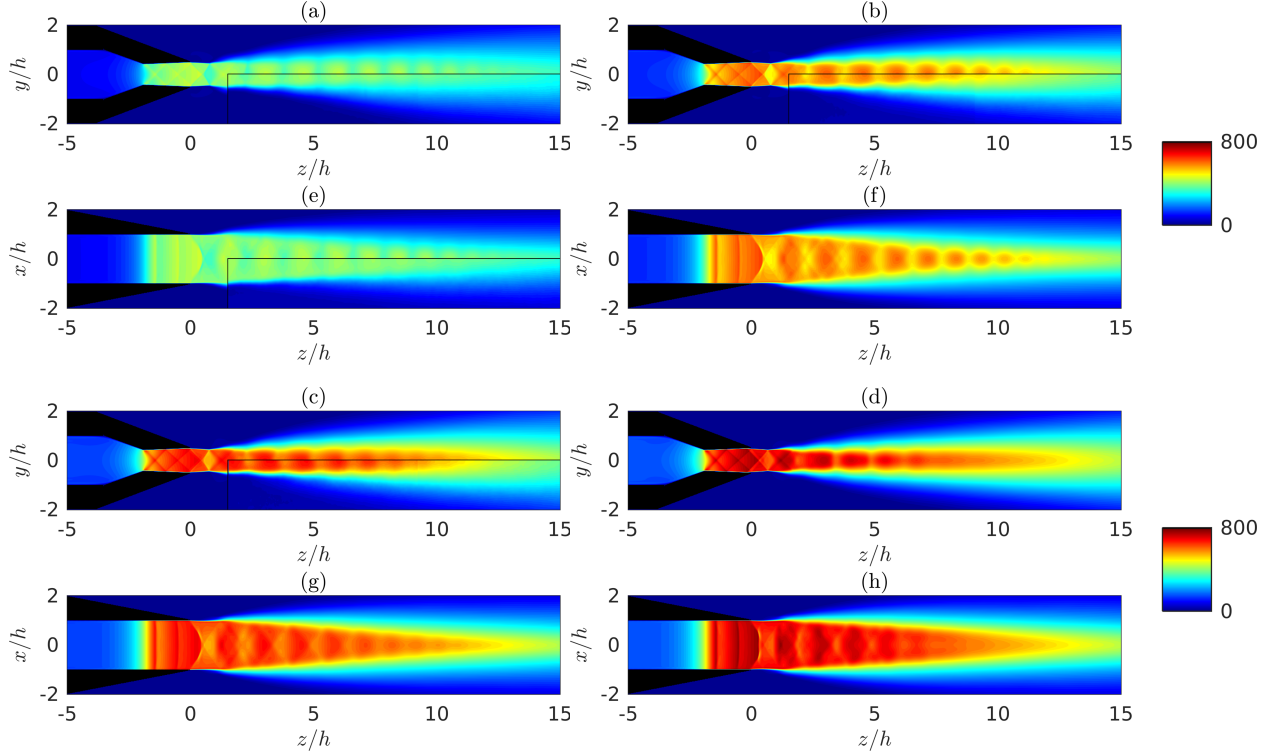 (a) (b)
2 2
y/h 0 y/h 0 800
-2 -2
-5 0 5 10 15 -5 0 5 10 15
z/h z/h
(e) (f) 0
2 2
x/h 0 x/h 0
-2 -2
-5 0 5 10 15 -5 0 5 10 15
z/h z/h
(c) (d)
2 2
y/h 0 y/h 0
-2 -2
-5 0 5 10 15 -5 0 5 10 15 800
z/h z/h
(g) (h)
2 2 0
x/h 0 x/h 0
-2 -2
-5 0 5 10 15 -5 0 5 10 15
z/h z/h